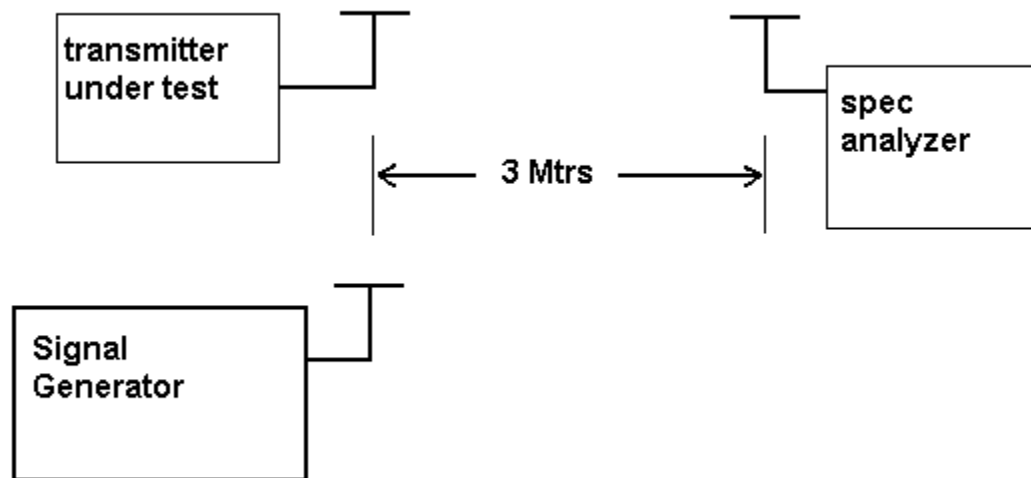 transmitter
under test
spec
analyzer
3 Mtrs
Signal
Generator